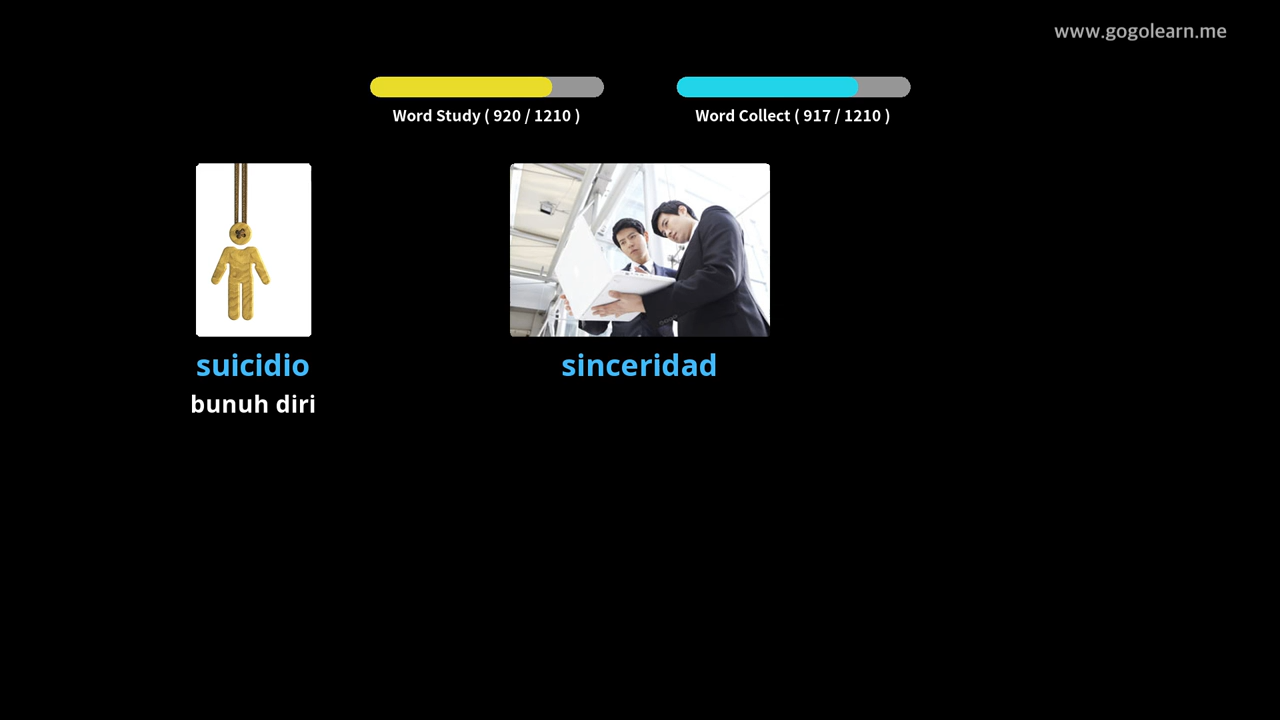 www.gogolearn.me
Word Study ( 920 / 1210 )
Word Collect ( 917 / 1210 )
suicidio
bunuh diri
sinceridad